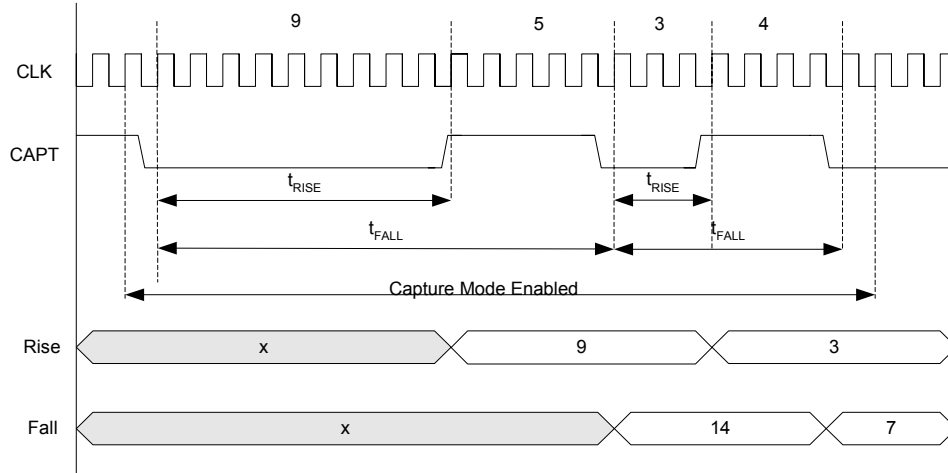 9 5 3 4
CLK
CAPT
tRISE tRISE
tFALL tFALL
Capture Mode Enabled
Rise x 9 3
Fall x 14 7